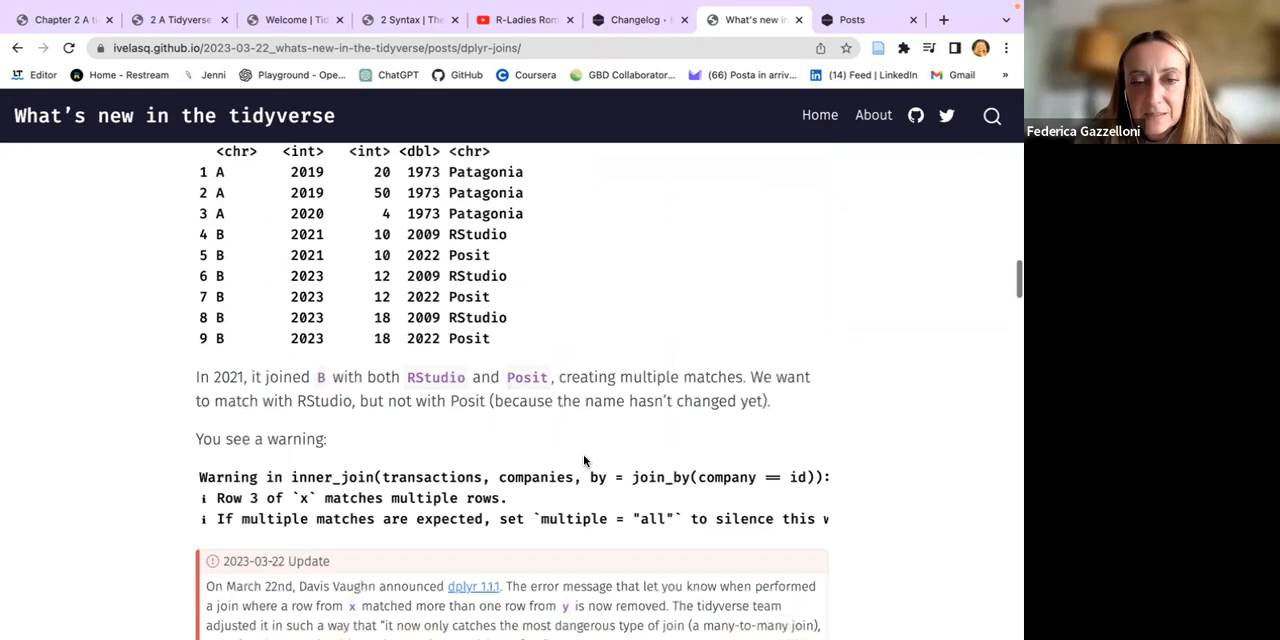 Chapter 2 A ti
2 A Tidyverse
Welcome | Tid
2 Syntax | The
R-Ladies Rom
Changelog •
What's new in
Posts
ivelasq.github.io/2023-03-22_whats-new-in-the-tidyverse/posts/dplyr-joins/
Editor
Home - Restream
Jenni
Playground - Ope...
ChatGPT
GitHub
Coursera
GBD Collaborator...
(66) Posta in arriv...
(14) Feed | LinkedIn
Gmail
»
What's new in the tidyverse
Home
About
Federica Gazzelloni
<chr> <int> <int> <dbl> <chr>
1 A 2019 20 1973 Patagonia
2 A 2019 50 1973 Patagonia
3 A 2020 4 1973 Patagonia
4 B 2021 10 2009 RStudio
5 B 2021 10 2022 Posit
6 B 2023 12 2009 RStudio
7 B 2023 12 2022 Posit
8 B 2023 18 2009 RStudio
9 B 2023 18 2022 Posit
In 2021, it joined B with both RStudio and Posit, creating multiple matches. We want
to match with RStudio, but not with Posit (because the name hasn't changed yet).
You see a warning:
Warning in inner_join(transactions, companies, by = join_by(company == id)):
ℹ Row 3 of `x` matches multiple rows.
ℹ If multiple matches are expected, set `multiple = "all"` to silence this
2023-03-22 Update
On March 22nd, Davis Vaughn announced dplyr 1.1.1. The error message that let you know when performed
a join where a row from x matched more than one row from y is now removed. The tidyverse team
adjusted it in such a way that "it now only catches the most dangerous type of join (a many-to-many join),